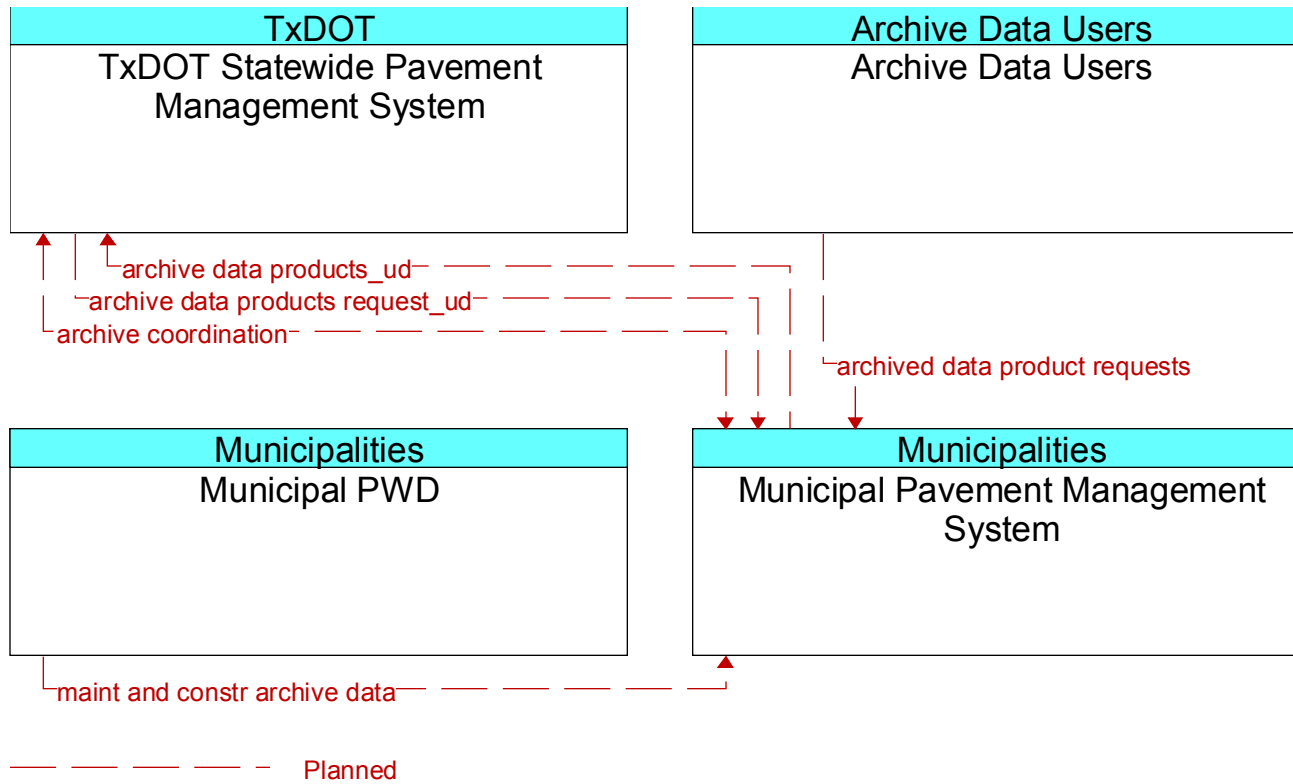 TxDOT
TxDOT Statewide Pavement
Management System
Archive Data Users
Archive Data Users
archive data products_ud
archive data products request_ud
archive coordination
archived data product requests
Municipalities
Municipal PWD
Municipalities
Municipal Pavement Management
System
maint and constr archive data
Planned